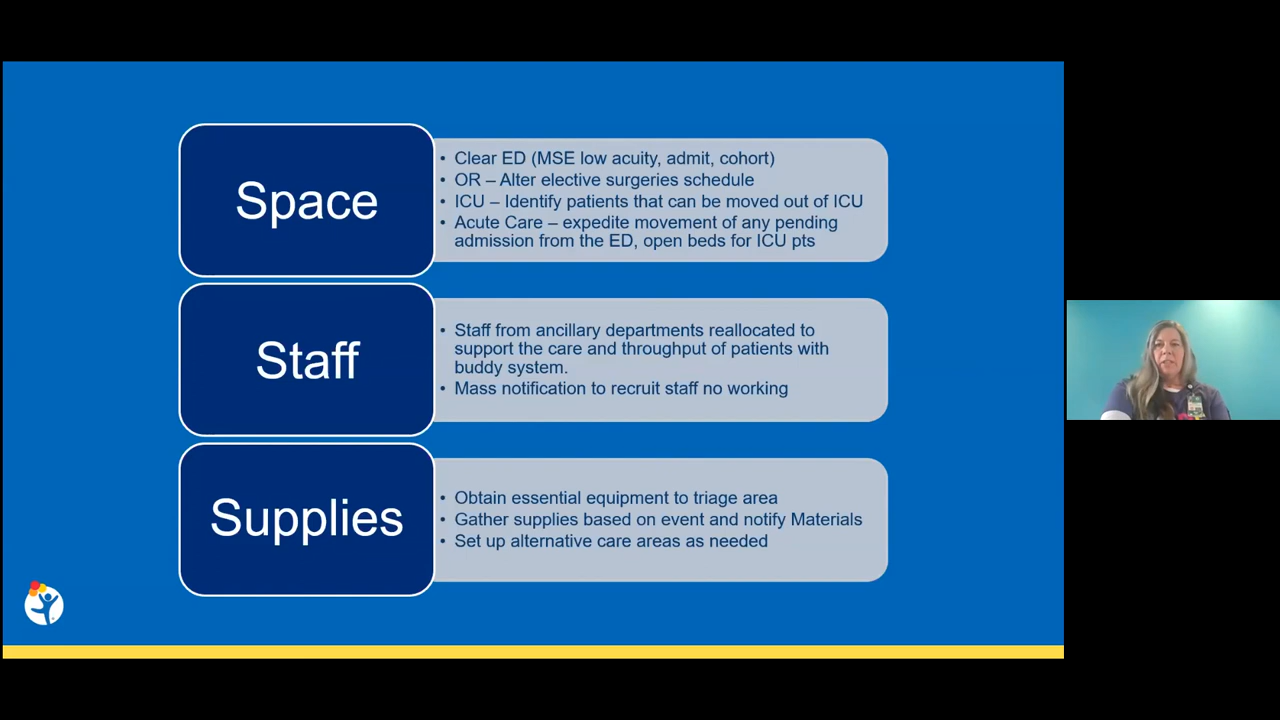 Space
• Clear ED (MSE low acuity, admit, cohort)
• OR – Alter elective surgeries schedule
• ICU – Identify patients that can be moved out of ICU
• Acute Care – expedite movement of any pending
admission from the ED, open beds for ICU pts
Staff
• Staff from ancillary departments reallocated to
support the care and throughput of patients with
buddy system.
• Mass notification to recruit staff no working
Supplies
• Obtain essential equipment to triage area
• Gather supplies based on event and notify Materials
• Set up alternative care areas as needed